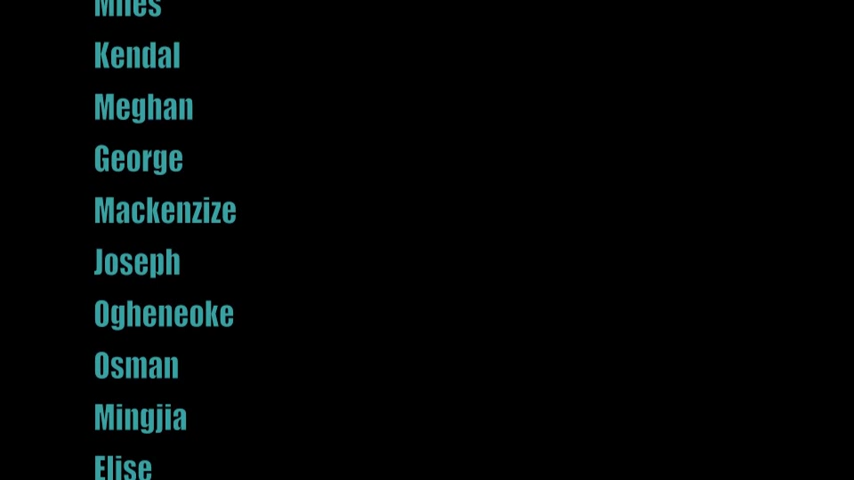 Miles
Kendal
Meghan
George
Mackenzize
Joseph
Ogheneoke
Osman
Mingjia
Elise